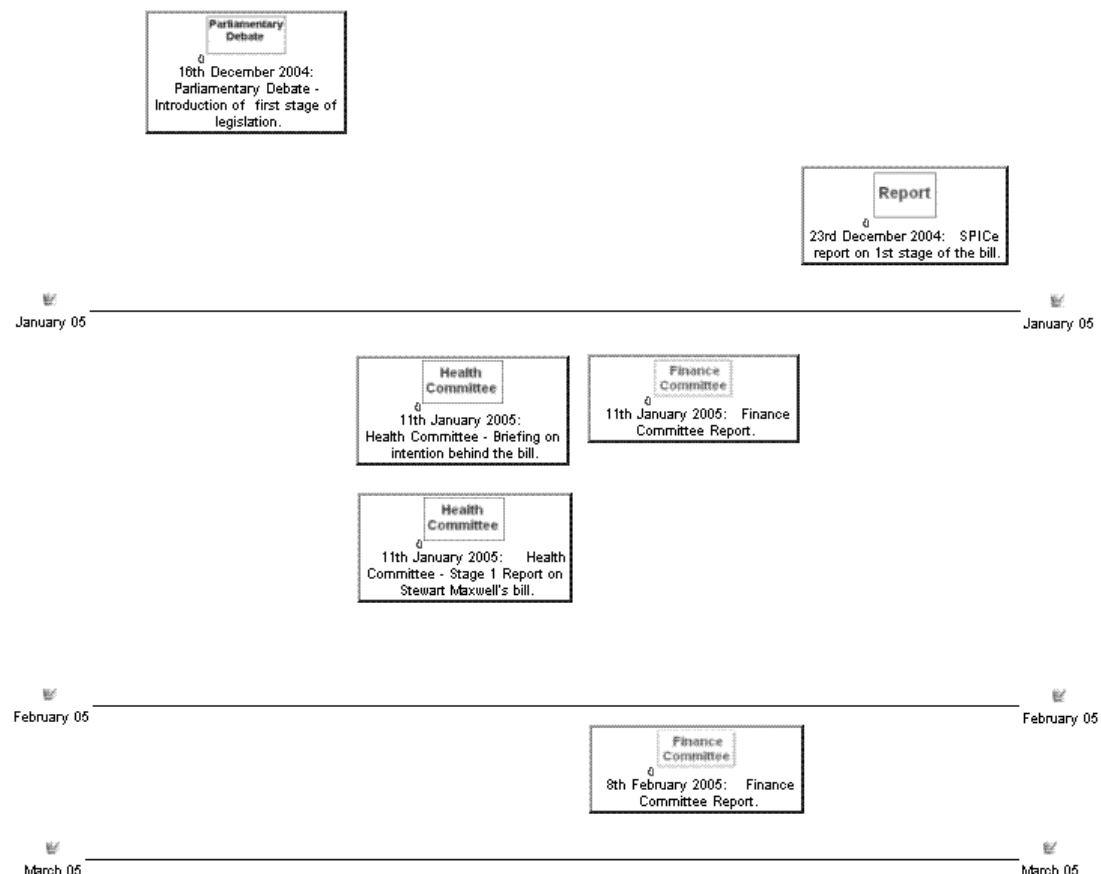 Parliamentary
Debate
16th December 2004:
Parliamentary Debate -
Introduction of first stage of
legislation.
Report
23rd December 2004: SPICe
report on 1st stage of the bill.
January 05
January 05
Health
Committee
11th January 2005:
Health Committee - Briefing on
intention behind the bill.
Finance
Committee
11th January 2005: Finance
Committee Report.
Health
Committee
11th January 2005: Health
Committee - Stage 1 Report on
Stewart Maxwell's bill.
February 05
February 05
Finance
Committee
8th February 2005: Finance
Committee Report.
March 05
March 05